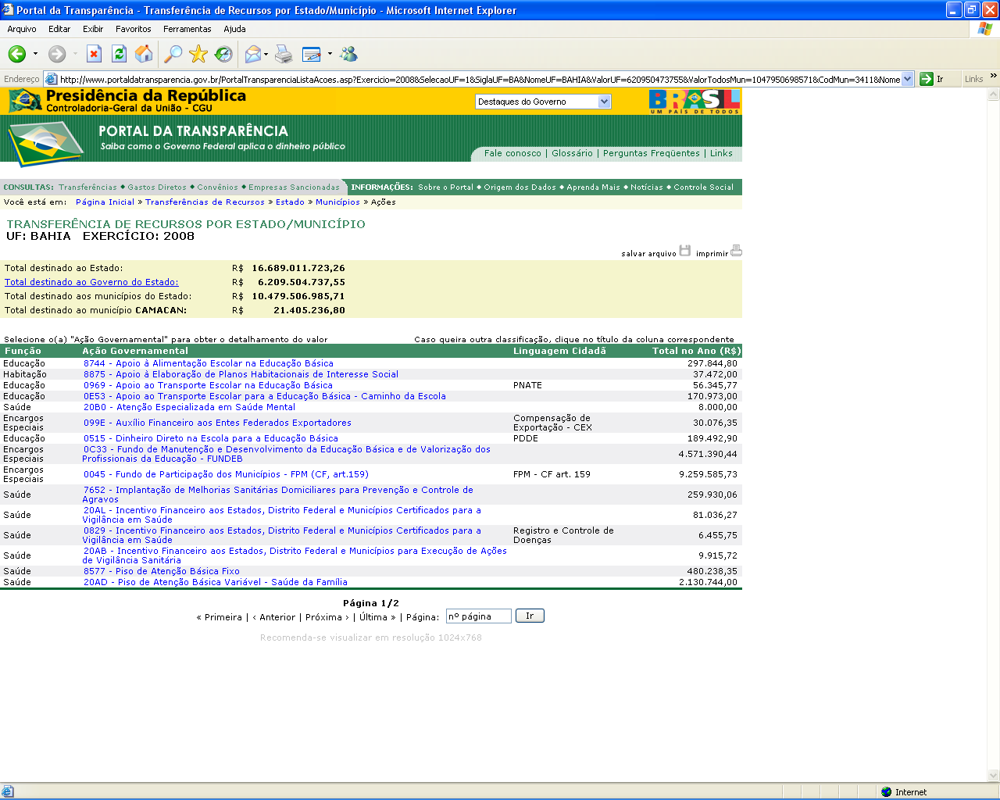 Portal da Transparência - Transferência de Recursos por Estado/Município - Microsoft Internet Explorer
Arquivo Editar Exibir Favoritos Ferramentas Ajuda
Endereço http://www.portaldatransparencia.gov.br/PortalTransparenciaListaAcoes.asp?Exercicio=2008&SelecaoUF=1&SiglaUF=BA&NomeUF=BAHIA&ValorUF=620950473755&ValorTodosMun=1047950698571&CodMun=3411&Nome Ir Links »
Presidência da República
Controladoria-Geral da União - CGU
Destaques do Governo
BRASIL
UM PAÍS DE TODOS
PORTAL DA TRANSPARÊNCIA
Saiba como o Governo Federal aplica o dinheiro público
Fale conosco | Glossário | Perguntas Freqüentes | Links
CONSULTAS: Transferências ◆ Gastos Diretos ◆ Convênios ◆ Empresas Sancionadas INFORMAÇÕES: Sobre o Portal ◆ Origem dos Dados ◆ Aprenda Mais ◆ Notícias ◆ Controle Social
Você está em: Página Inicial » Transferências de Recursos » Estado » Municípios » Ações
TRANSFERÊNCIA DE RECURSOS POR ESTADO/MUNICÍPIO
UF: BAHIA EXERCÍCIO: 2008
salvar arquivo imprimir
Total destinado ao Estado: R$ 16.689.011.723,26
Total destinado ao Governo do Estado: R$ 6.209.504.737,55
Total destinado aos municípios do Estado: R$ 10.479.506.985,71
Total destinado ao município CAMACAN: R$ 21.405.236,80
Selecione o(a) "Ação Governamental" para obter o detalhamento do valor Caso queira outra classificação, clique no título da coluna correspondente
Função Ação Governamental Linguagem Cidadã Total no Ano (R$)
Educação 8744 - Apoio à Alimentação Escolar na Educação Básica 297.844,80
Habitação 8875 - Apoio à Elaboração de Planos Habitacionais de Interesse Social 37.472,00
Educação 0969 - Apoio ao Transporte Escolar na Educação Básica PNATE 56.345,77
Educação 0E53 - Apoio ao Transporte Escolar para a Educação Básica - Caminho da Escola 170.973,00
Saúde 20B0 - Atenção Especializada em Saúde Mental 8.000,00
Encargos Especiais 099E - Auxílio Financeiro aos Entes Federados Exportadores Compensação de Exportação - CEX 30.076,35
Educação 0515 - Dinheiro Direto na Escola para a Educação Básica PDDE 189.492,90
Encargos Especiais 0C33 - Fundo de Manutenção e Desenvolvimento da Educação Básica e de Valorização dos Profissionais da Educação - FUNDEB 4.571.390,44
Encargos Especiais 0045 - Fundo de Participação dos Municípios - FPM (CF, art.159) FPM - CF art. 159 9.259.585,73
Saúde 7652 - Implantação de Melhorias Sanitárias Domiciliares para Prevenção e Controle de Agravos 259.930,06
Saúde 20AL - Incentivo Financeiro aos Estados, Distrito Federal e Municípios Certificados para a Vigilância em Saúde 81.036,27
Saúde 0829 - Incentivo Financeiro aos Estados, Distrito Federal e Municípios Certificados para a Vigilância em Saúde Registro e Controle de Doenças 6.455,75
Saúde 20AB - Incentivo Financeiro aos Estados, Distrito Federal e Municípios para Execução de Ações de Vigilância Sanitária 9.915,72
Saúde 8577 - Piso de Atenção Básica Fixo 480.238,35
Saúde 20AD - Piso de Atenção Básica Variável - Saúde da Família 2.130.744,00
Página 1/2
« Primeira | ‹ Anterior | Próxima › | Última » | Página: nº página Ir
Recomenda-se visualizar em resolução 1024x768
Internet